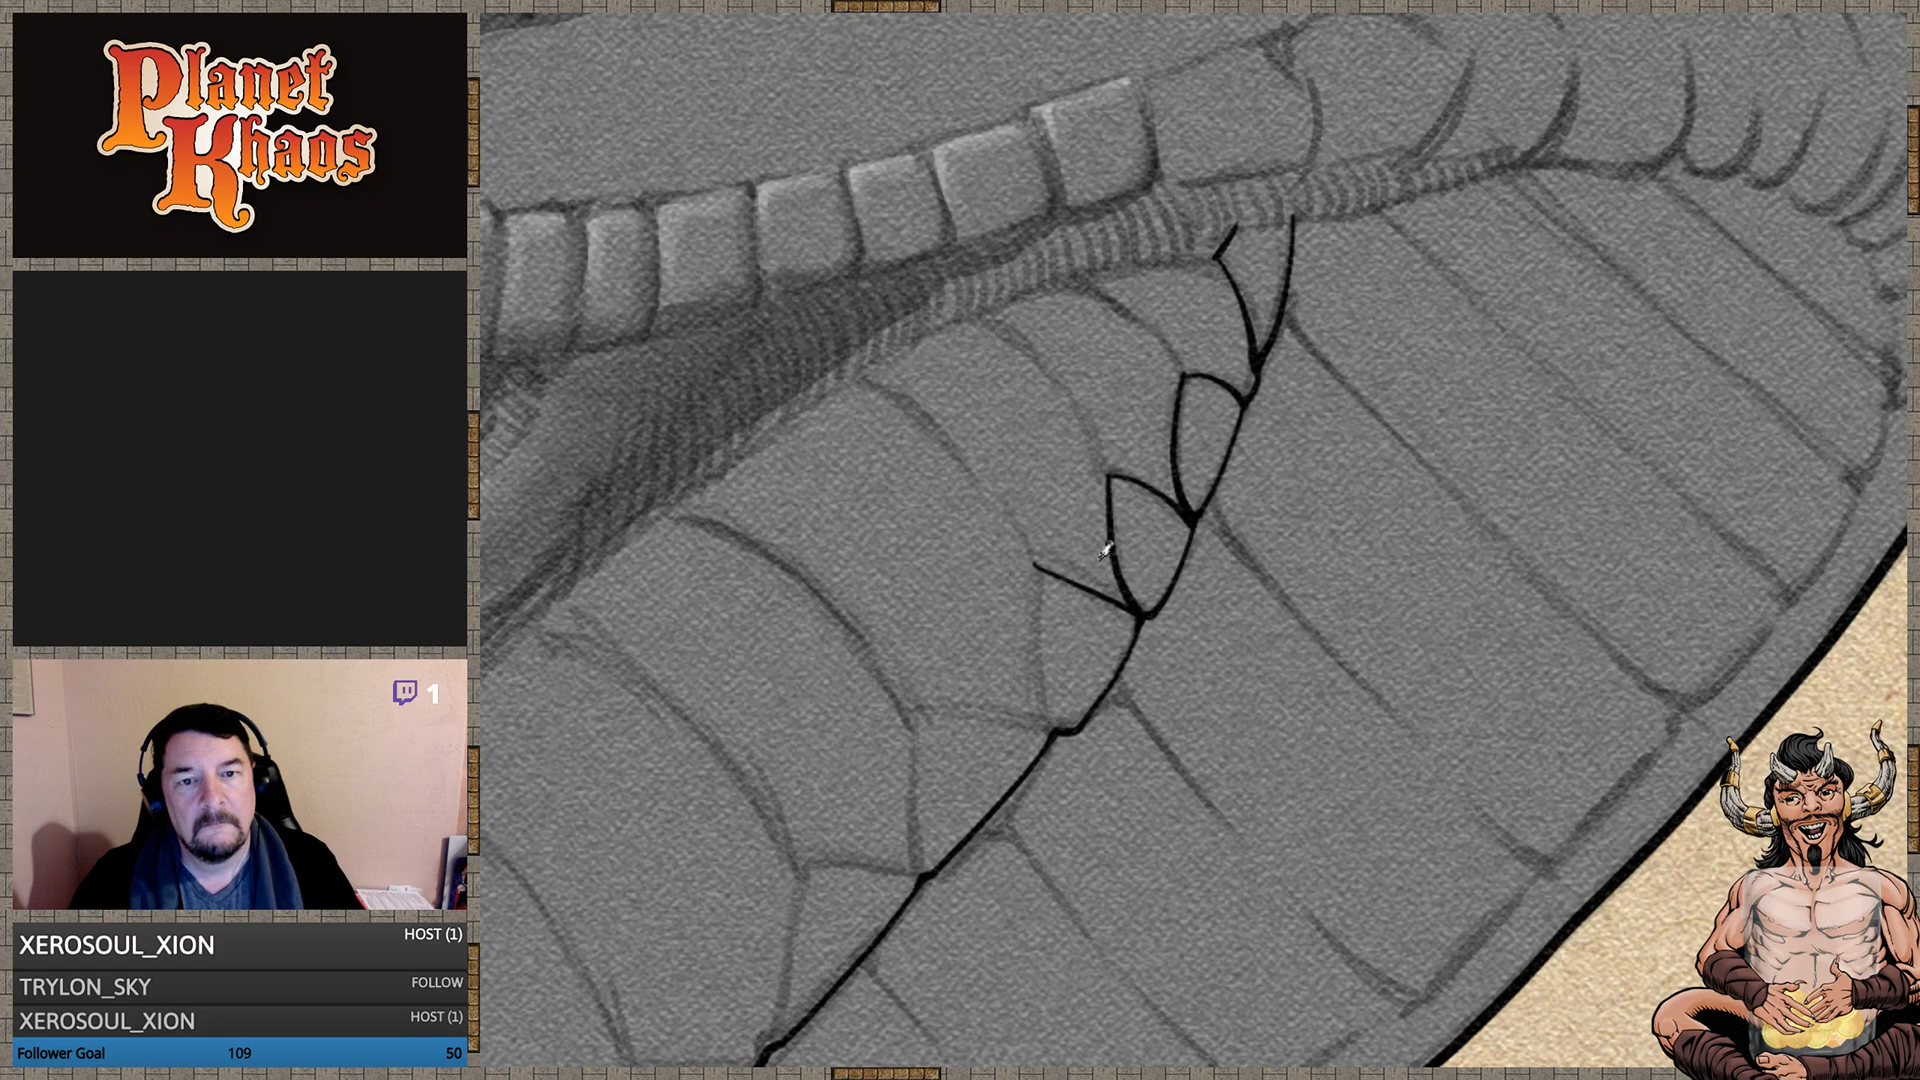 Planet
Khaos
1
XEROSOUL_XION HOST (1)
TRYLON_SKY FOLLOW
XEROSOUL_XION HOST (1)
Follower Goal 109 50